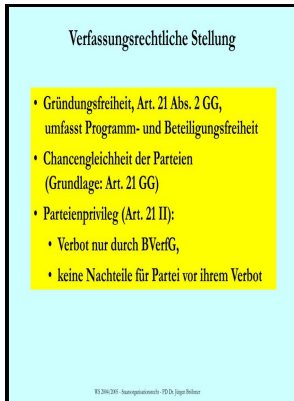 Verfassungsrechtliche Stellung
• Gründungsfreiheit, Art. 21 Abs. 2 GG,
umfasst Programm- und Beteiligungsfreiheit
• Chancengleichheit der Parteien
(Grundlage: Art. 21 GG)
• Parteienprivileg (Art. 21 II):
• Verbot nur durch BVerfG,
• keine Nachteile für Partei vor ihrem Verbot
WS 2004/2005 - Staatsorganisationsrecht - PD Dr. Jürgen Bröhmer